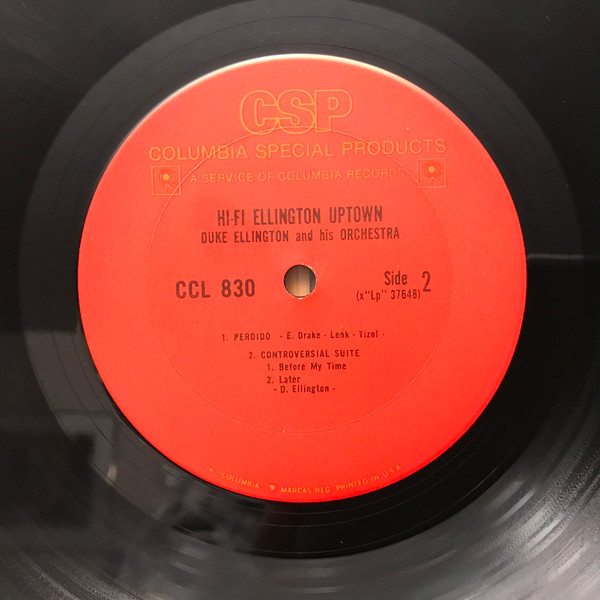 CSP
COLUMBIA SPECIAL PRODUCTS
A SERVICE OF COLUMBIA RECORDS
HI-FI ELLINGTON UPTOWN
DUKE ELLINGTON and his ORCHESTRA
CCL 830
Side 2
(x"Lp" 37648)
1. PERDIDO - E. Drake - Lenk - Tizol -
2. CONTROVERSIAL SUITE
1. Before My Time
2. Later
- D. Ellington -
"COLUMBIA" MARCAS REG. PRINTED IN U.S.A.